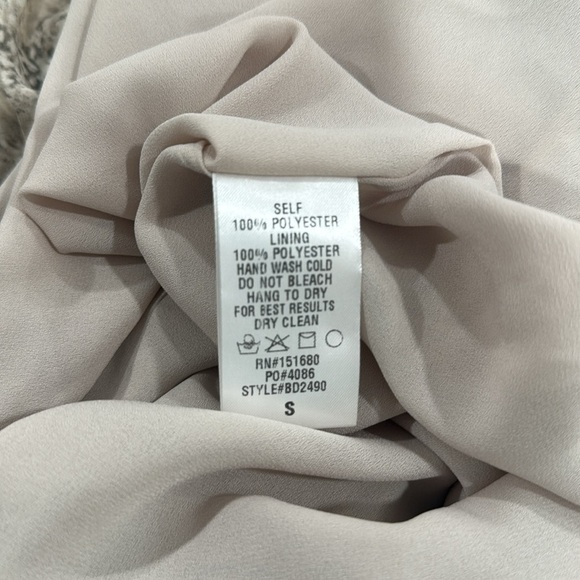 SELF
100% POLYESTER
LINING
100% POLYESTER
HAND WASH COLD
DO NOT BLEACH
HANG TO DRY
FOR BEST RESULTS
DRY CLEAN
RN#151680
PO#4086
STYLE#BD2490
S